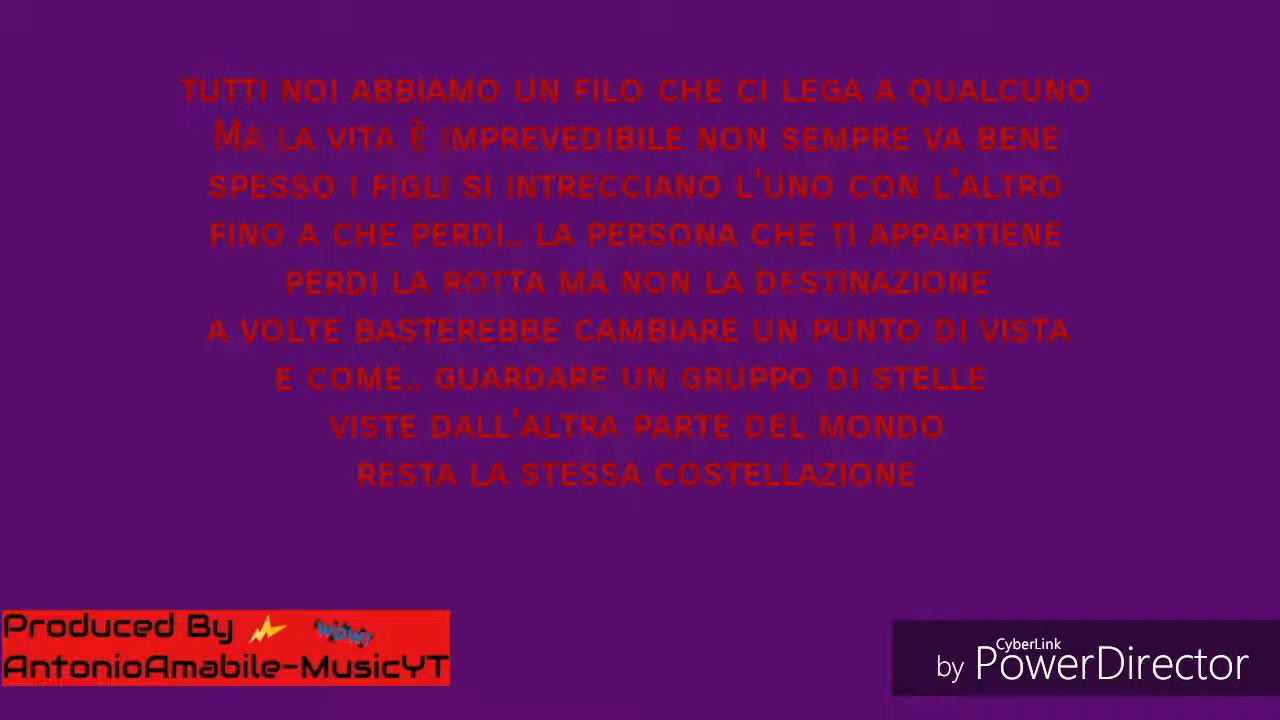 TUTTI NOI ABBIAMO UN FILO CHE CI LEGA A QUALCUNO
MA LA VITA È IMPREVEDIBILE NON SEMPRE VA BENE
SPESSO I FIGLI SI INTRECCIANO L'UNO CON L'ALTRO
FINO A CHE PERDI.. LA PERSONA CHE TI APPARTIENE
PERDI LA ROTTA MA NON LA DESTINAZIONE
A VOLTE BASTEREBBE CAMBIARE UN PUNTO DI VISTA
E COME.. GUARDARE UN GRUPPO DI STELLE
VISTE DALL'ALTRA PARTE DEL MONDO
RESTA LA STESSA COSTELLAZIONE
Produced By WOW!
AntonioAmabile-MusicYT
CyberLink
by PowerDirector